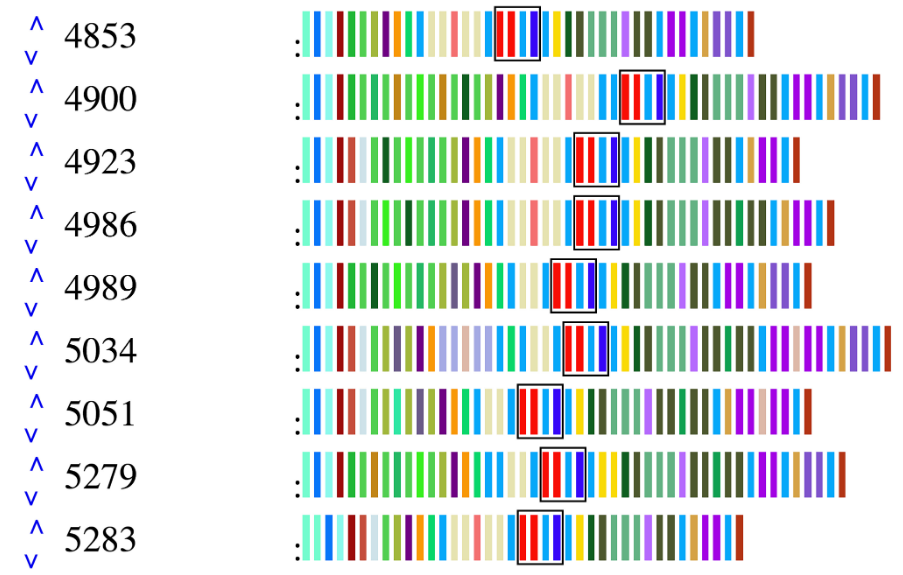 ^ 4853 :
v
^ 4900 :
v
^ 4923 :
v
^ 4986 :
v
^ 4989 :
v
^ 5034 :
v
^ 5051 :
v
^ 5279 :
v
^ 5283 :
v